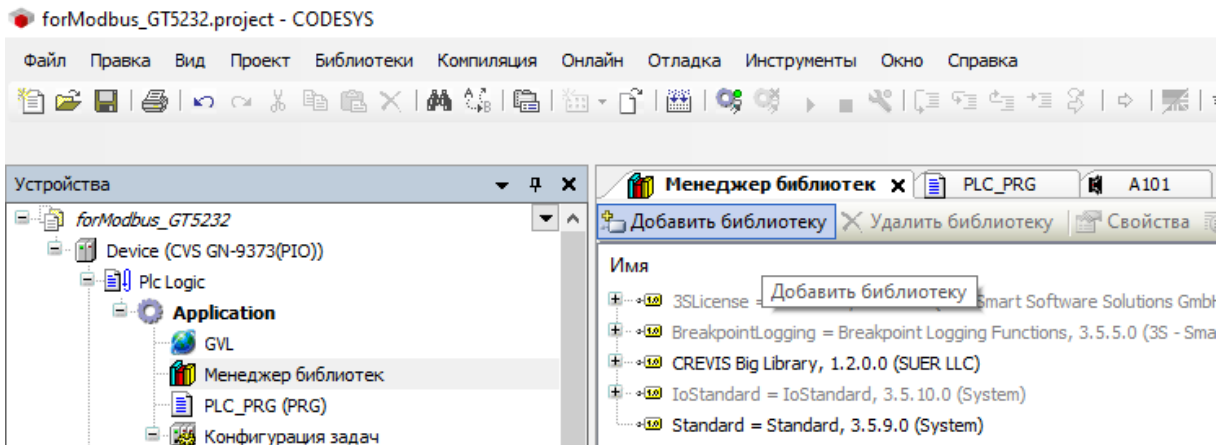 forModbus_GT5232.project - CODESYS
Файл Правка Вид Проект Библиотеки Компиляция Онлайн Отладка Инструменты Окно Справка
Устройства
Менеджер библиотек PLC_PRG A101
forModbus_GT5232
Добавить библиотеку Удалить библиотеку Свойства
Device (CVS GN-9373(PIO))
Имя
Plc Logic
Добавить библиотеку
3SLicense = Smart Software Solutions GmbH
Application
BreakpointLogging = Breakpoint Logging Functions, 3.5.5.0 (3S - Sma
GVL
CREVIS Big Library, 1.2.0.0 (SUER LLC)
Менеджер библиотек
IoStandard = IoStandard, 3.5.10.0 (System)
PLC_PRG (PRG)
Standard = Standard, 3.5.9.0 (System)
Конфигурация задач